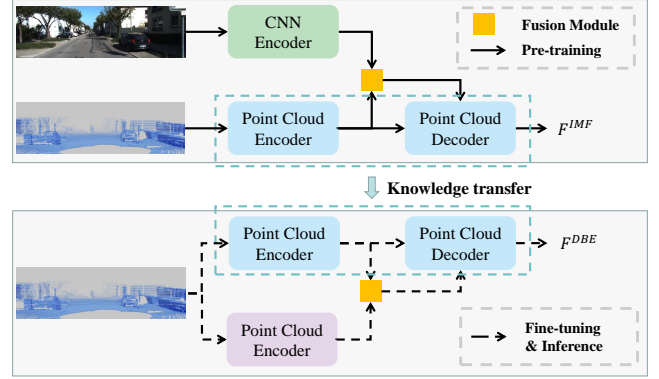 CNN
Encoder
Fusion Module
Pre-training
Point Cloud
Encoder
Point Cloud
Decoder
F^{IMF}
Knowledge transfer
Point Cloud
Encoder
Point Cloud
Decoder
F^{DBE}
Point Cloud
Encoder
Fine-tuning
& Inference